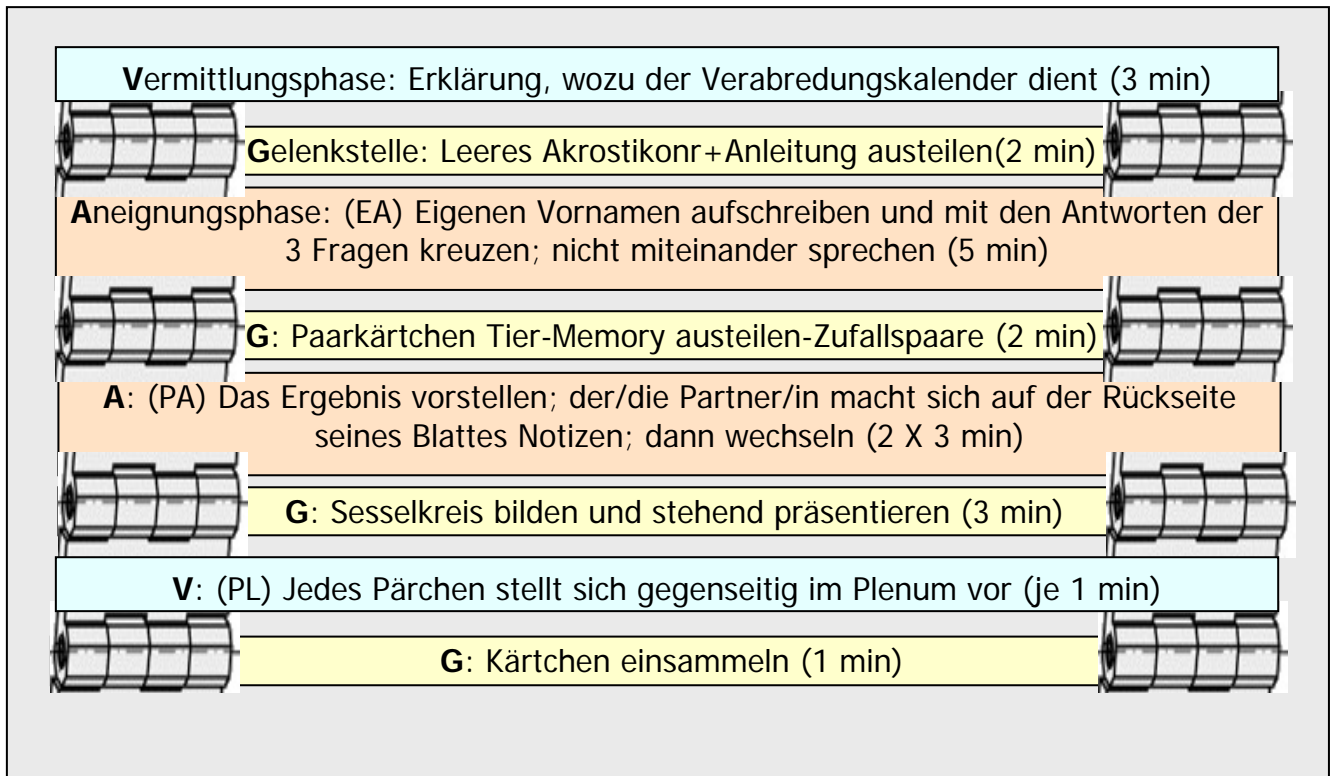 Vermittlungsphase: Erklärung, wozu der Verabredungskalender dient (3 min)
Gelenkstelle: Leeres Akrostikonr+Anleitung austeilen(2 min)
Aneignungsphase: (EA) Eigenen Vornamen aufschreiben und mit den Antworten der
3 Fragen kreuzen; nicht miteinander sprechen (5 min)
G: Paarkärtchen Tier-Memory austeilen-Zufallspaare (2 min)
A: (PA) Das Ergebnis vorstellen; der/die Partner/in macht sich auf der Rückseite
seines Blattes Notizen; dann wechseln (2 X 3 min)
G: Sesselkreis bilden und stehend präsentieren (3 min)
V: (PL) Jedes Pärchen stellt sich gegenseitig im Plenum vor (je 1 min)
G: Kärtchen einsammeln (1 min)